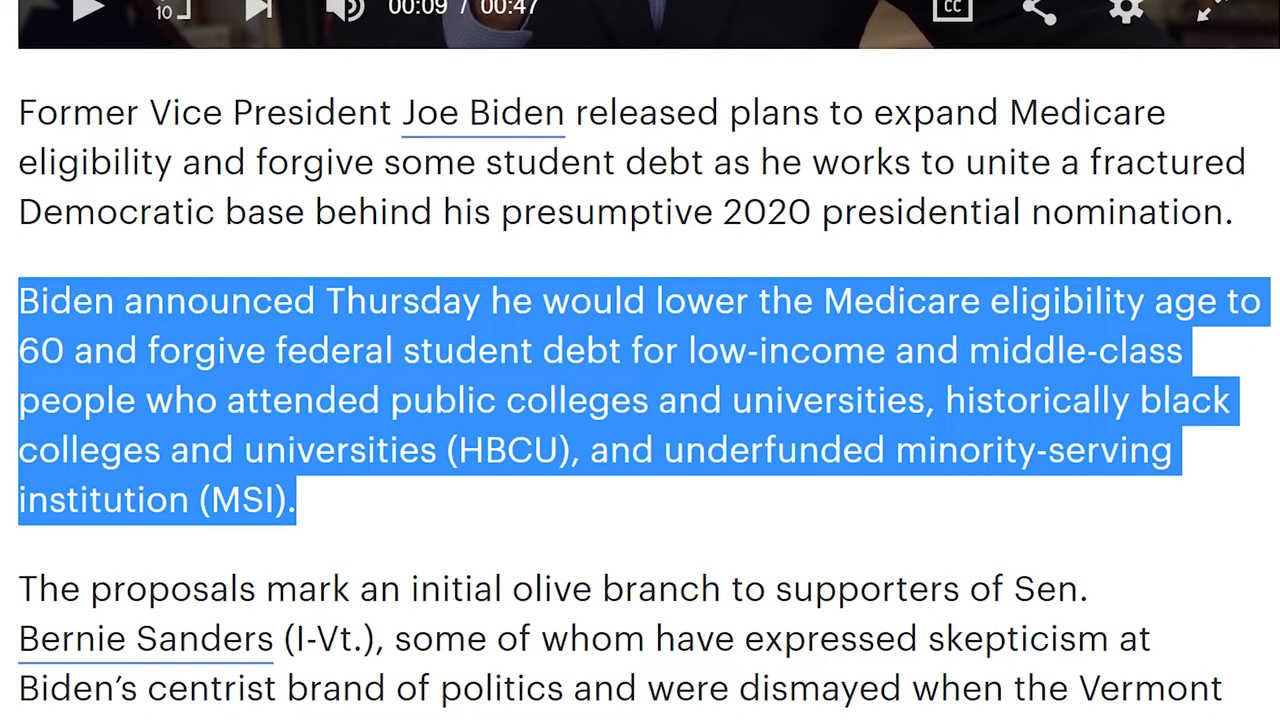 10
00:09 / 00:47
CC
Former Vice President Joe Biden released plans to expand Medicare
eligibility and forgive some student debt as he works to unite a fractured
Democratic base behind his presumptive 2020 presidential nomination.
Biden announced Thursday he would lower the Medicare eligibility age to
60 and forgive federal student debt for low-income and middle-class
people who attended public colleges and universities, historically black
colleges and universities (HBCU), and underfunded minority-serving
institution (MSI).
The proposals mark an initial olive branch to supporters of Sen.
Bernie Sanders (I-Vt.), some of whom have expressed skepticism at
Biden’s centrist brand of politics and were dismayed when the Vermont